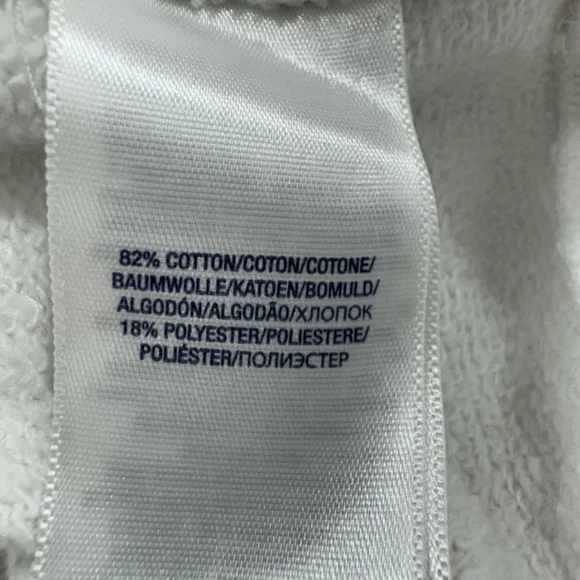 82% COTTON/COTON/COTONE/
BAUMWOLLE/KATOEN/BOMULD/
ALGODÓN/ALGODÃO/ХЛОПОК
18% POLYESTER/POLIESTERE/
POLIÉSTER/ПОЛИЭСТЕР